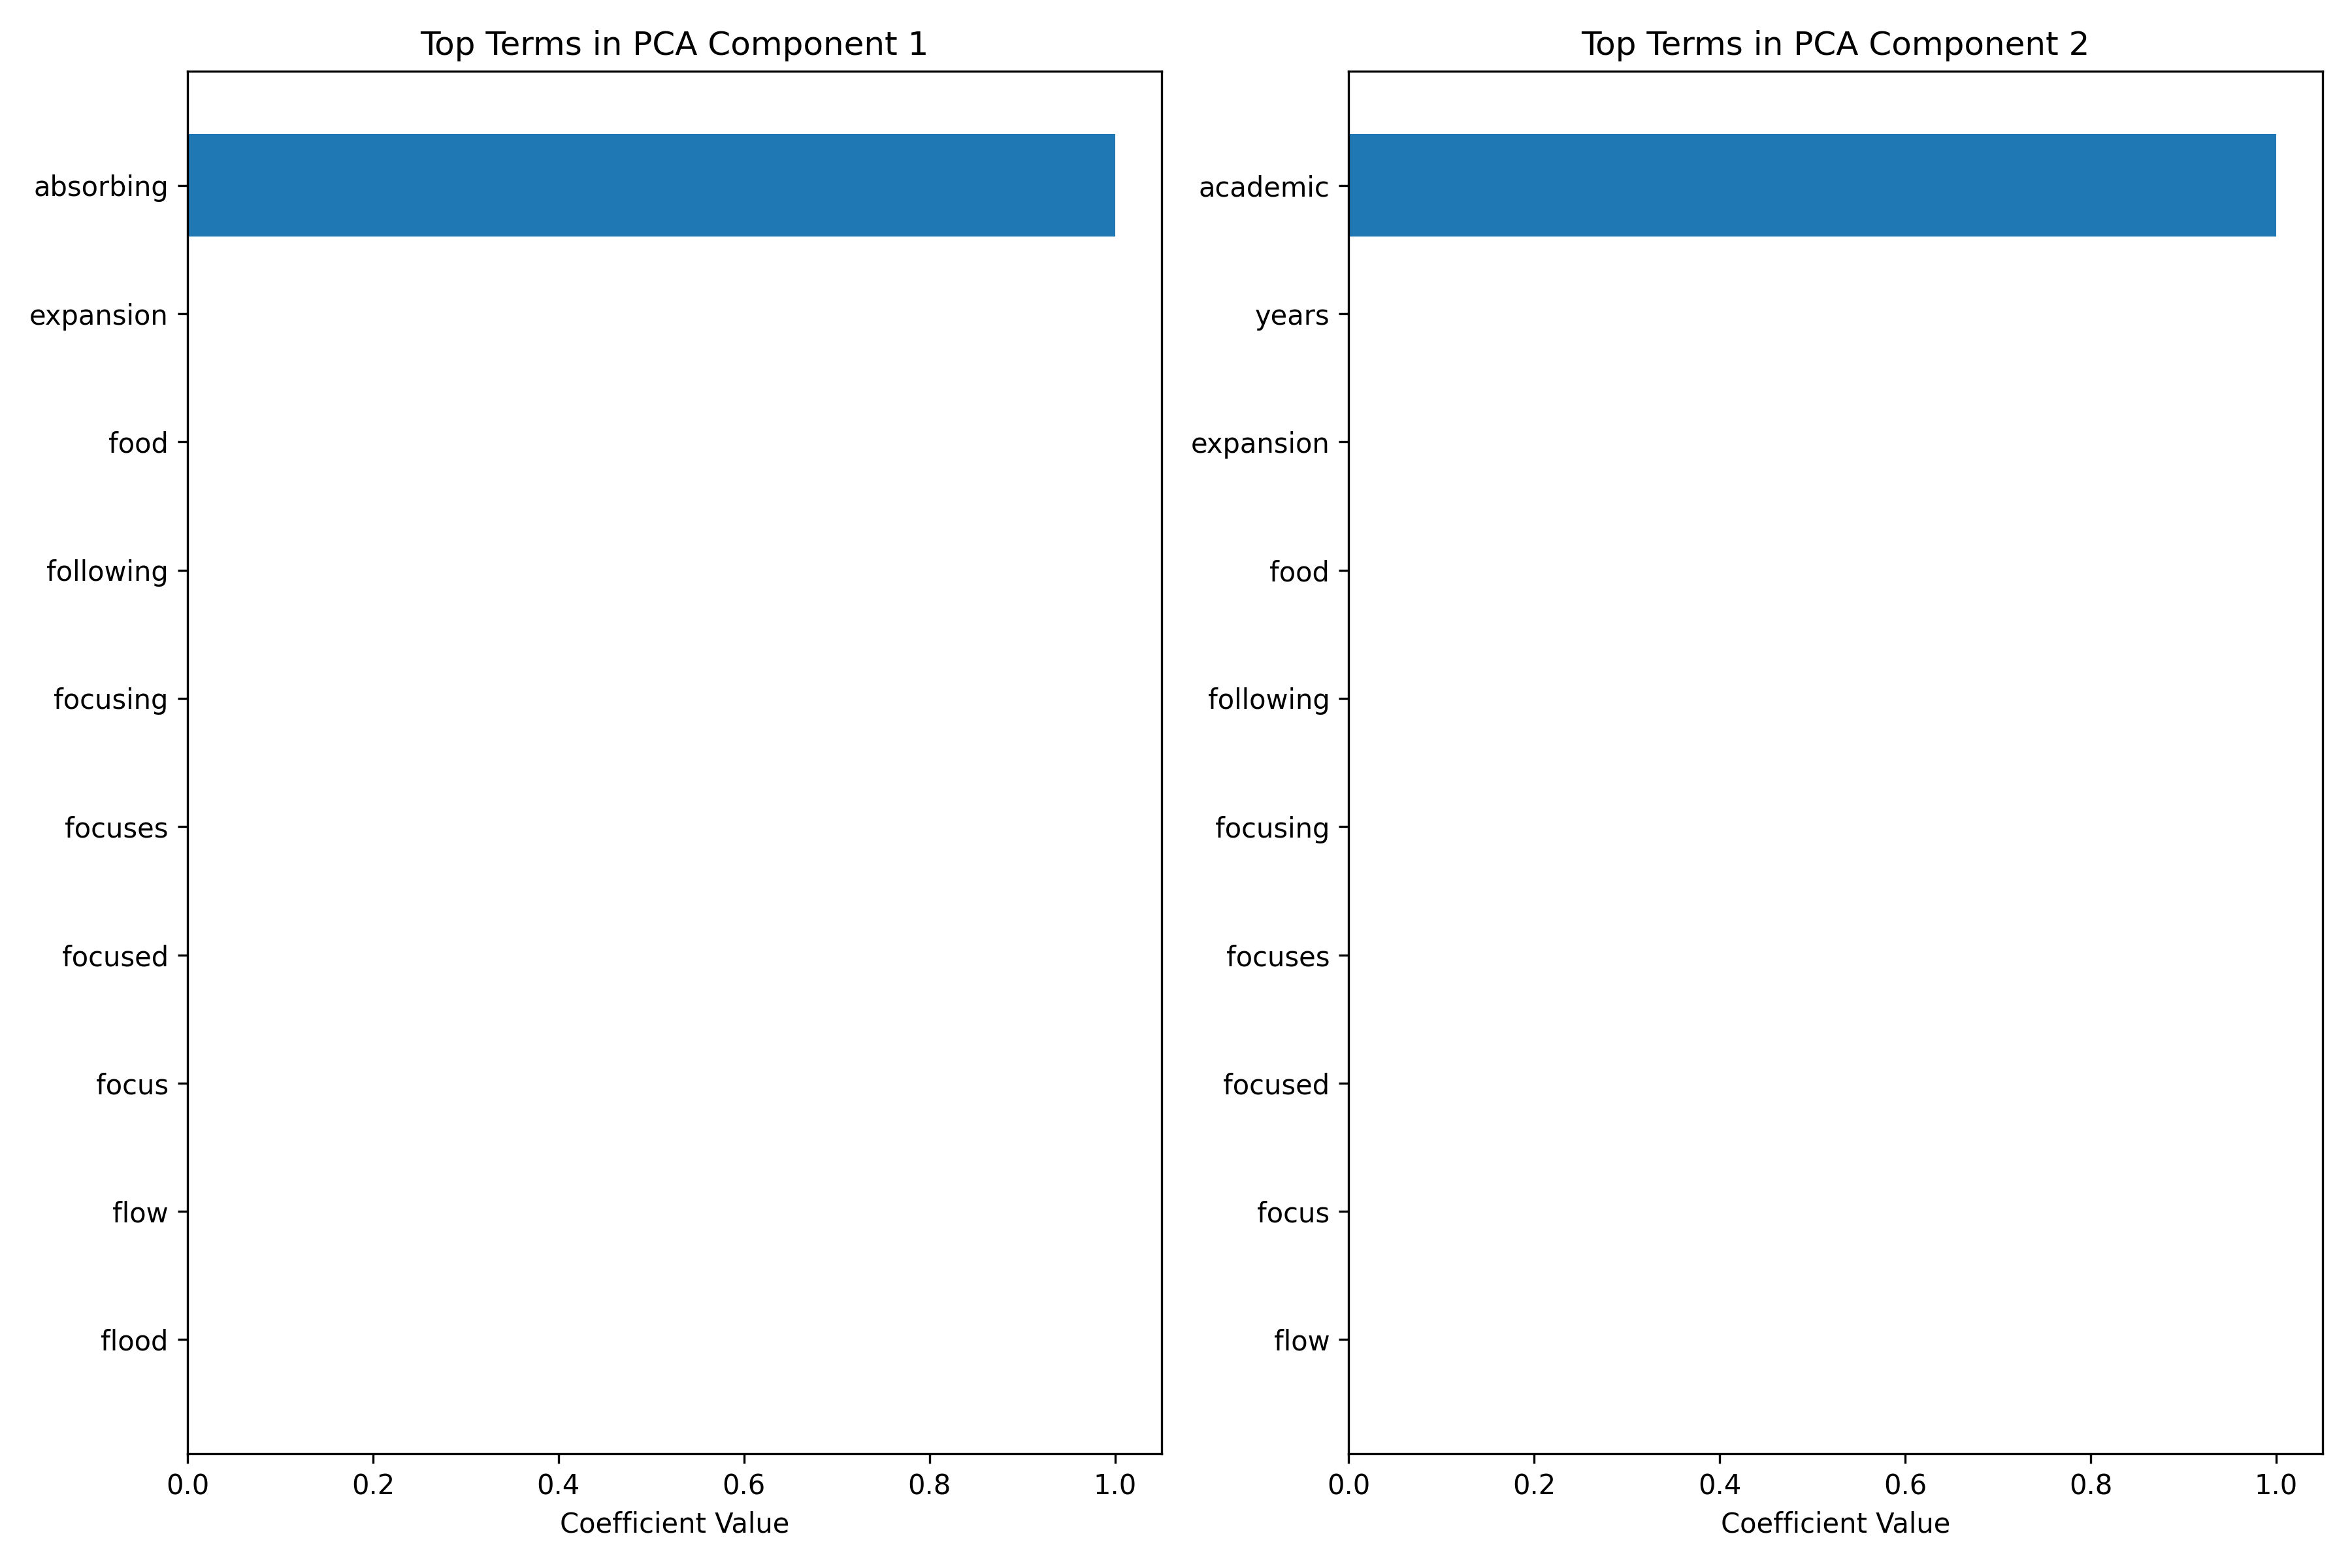 Top Terms in PCA Component 1
absorbing
expansion
food
following
focusing
focuses
focused
focus
flow
flood
0.0 0.2 0.4 0.6 0.8 1.0
Coefficient Value
Top Terms in PCA Component 2
academic
years
expansion
food
following
focusing
focuses
focused
focus
flow
0.0 0.2 0.4 0.6 0.8 1.0
Coefficient Value